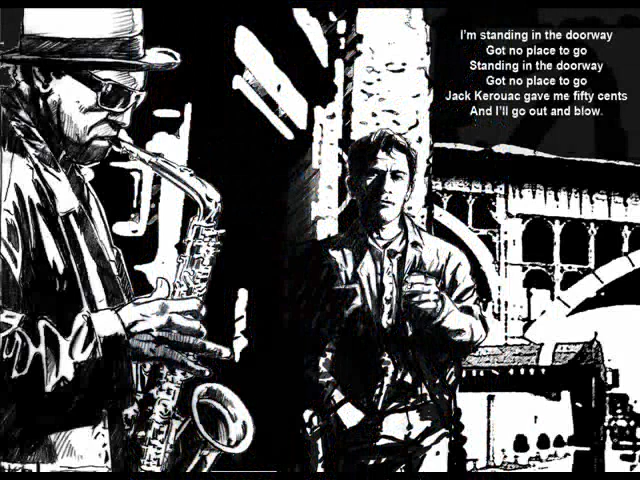 I'm standing in the doorway
Got no place to go
Standing in the doorway
Got no place to go
Jack Kerouac gave me fifty cents
And I'll go out and blow.